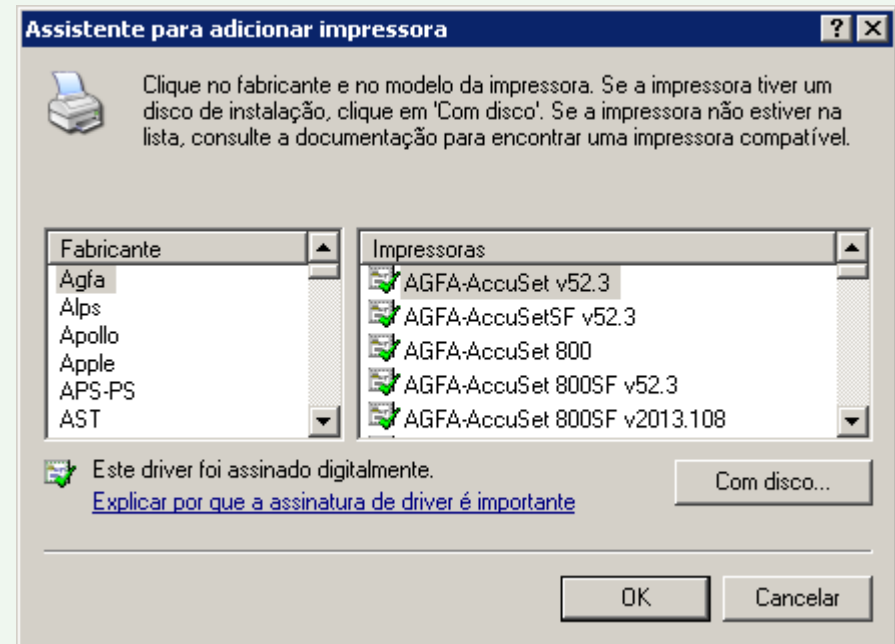 Assistente para adicionar impressora
Clique no fabricante e no modelo da impressora. Se a impressora tiver um
disco de instalação, clique em 'Com disco'. Se a impressora não estiver na
lista, consulte a documentação para encontrar uma impressora compatível.
Fabricante
Agfa
Alps
Apollo
Apple
APS-PS
AST
Impressoras
AGFA-AccuSet v52.3
AGFA-AccuSetSF v52.3
AGFA-AccuSet 800
AGFA-AccuSet 800SF v52.3
AGFA-AccuSet 800SF v2013.108
Este driver foi assinado digitalmente.
Explicar por que a assinatura de driver é importante
Com disco...
OK
Cancelar